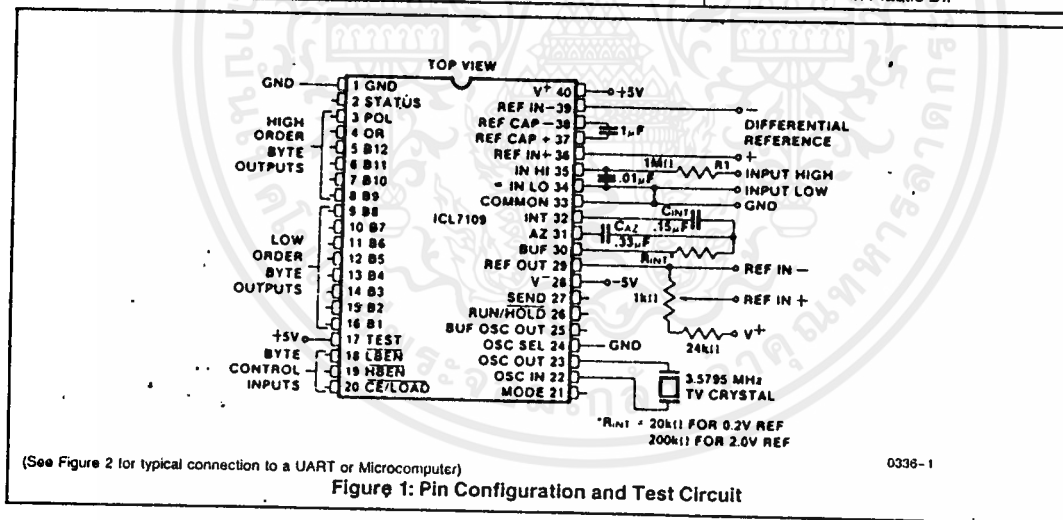 TOP VIEW
GND
1 GND
2 STATUS
3 POL
4 OR
5 B12
6 B11
7 B10
8 B9
9 B8
10 B7
11 B6
12 B5
13 B4
14 B3
15 B2
16 B1
17 TEST
18 LBEN
19 HBEN
20 CE/LOAD
HIGH
ORDER
BYTE
OUTPUTS
LOW
ORDER
BYTE
OUTPUTS
+5V
BYTE
CONTROL
INPUTS
ICL7109
V+ 40
REF IN- 39
REF CAP - 38
REF CAP + 37
REF IN+ 36
IN HI 35
IN LO 34
COMMON 33
INT 32
AZ 31
BUF 30
REF OUT 29
V- 28
SEND 27
RUN/HOLD 26
BUF OSC OUT 25
OSC SEL 24
OSC OUT 23
OSC IN 22
MODE 21
+5V
−
1µF
DIFFERENTIAL
REFERENCE
+
1MΩ
R1
INPUT HIGH
.01µF
INPUT LOW
GND
CINT
.15µF
CAZ
.33µF
RINT*
REF IN −
-5V
1kΩ
REF IN +
V+
24kΩ
GND
3.5795 MHz
TV CRYSTAL
*RINT = 20kΩ FOR 0.2V REF
200kΩ FOR 2.0V REF
(See Figure 2 for typical connection to a UART or Microcomputer)
0336-1
Figure 1: Pin Configuration and Test Circuit